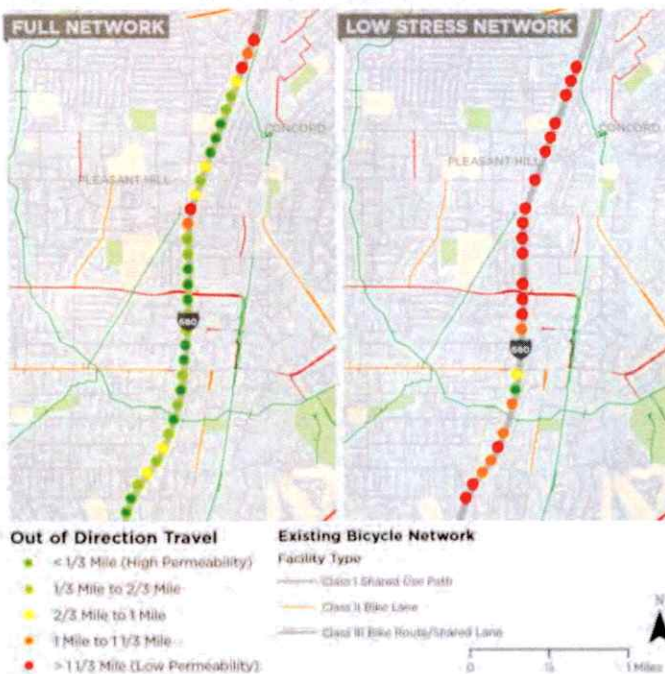 FULL NETWORK
LOW STRESS NETWORK
CONCORD
PLEASANT HILL
680
CONCORD
PLEASANT HILL
680
Out of Direction Travel
< 1/3 Mile (High Permeability)
1/3 Mile to 2/3 Mile
2/3 Mile to 1 Mile
1 Mile to 1 1/3 Mile
> 1 1/3 Mile (Low Permeability)
Existing Bicycle Network
Facility Type
Class I Shared Use Path
Class II Bike Lane
Class III Bike Route/Shared Lane
N
0
1 Miles